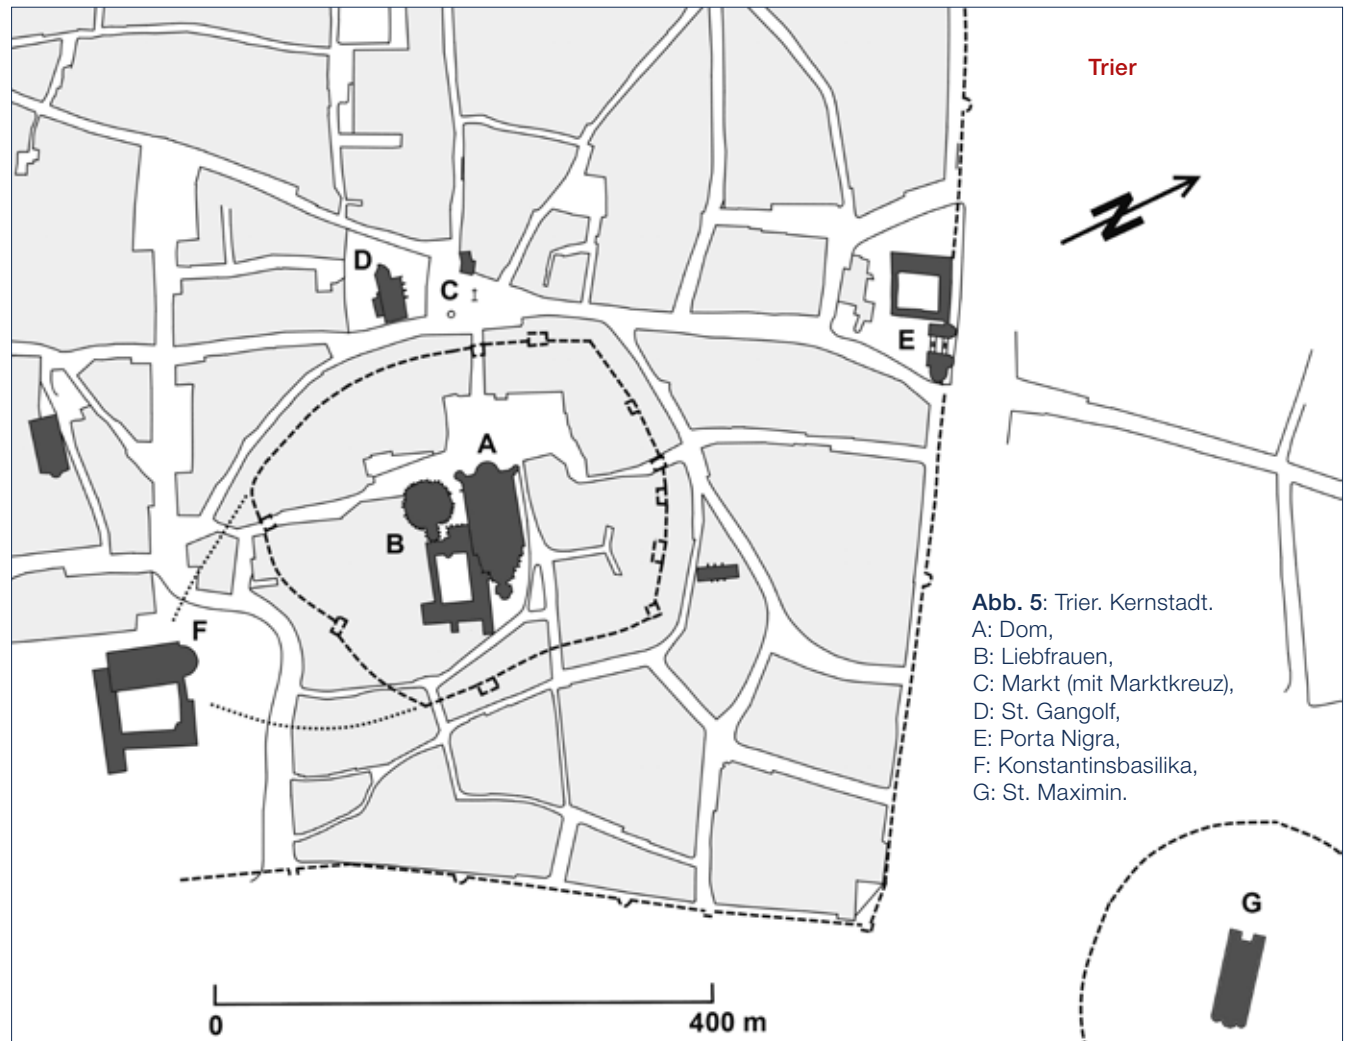 Trier
N
D
C
E
A
B
F
Abb. 5: Trier. Kernstadt.
A: Dom,
B: Liebfrauen,
C: Markt (mit Marktkreuz),
D: St. Gangolf,
E: Porta Nigra,
F: Konstantinsbasilika,
G: St. Maximin.
G
0 400 m